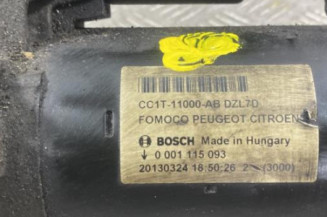 CC1T-11000-AB DZL7D
FOMOCO PEUGEOT CITROEN
BOSCH Made in Hungary
↓ 0 001 115 093
20130324 18:50:26 (3000)